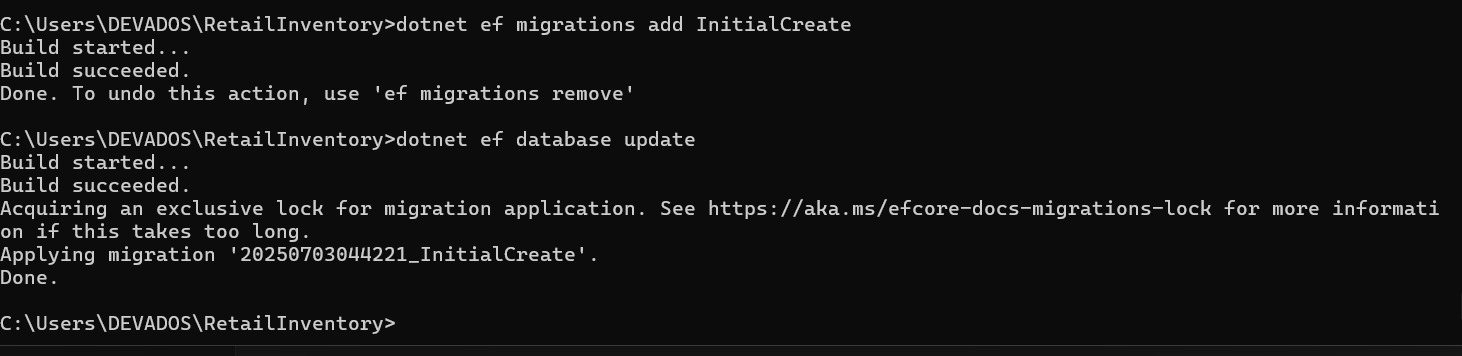 C:\Users\DEVADOS\RetailInventory>dotnet ef migrations add InitialCreate
Build started...
Build succeeded.
Done. To undo this action, use 'ef migrations remove'
C:\Users\DEVADOS\RetailInventory>dotnet ef database update
Build started...
Build succeeded.
Acquiring an exclusive lock for migration application. See https://aka.ms/efcore-docs-migrations-lock for more informati
on if this takes too long.
Applying migration '20250703044221_InitialCreate'.
Done.
C:\Users\DEVADOS\RetailInventory>